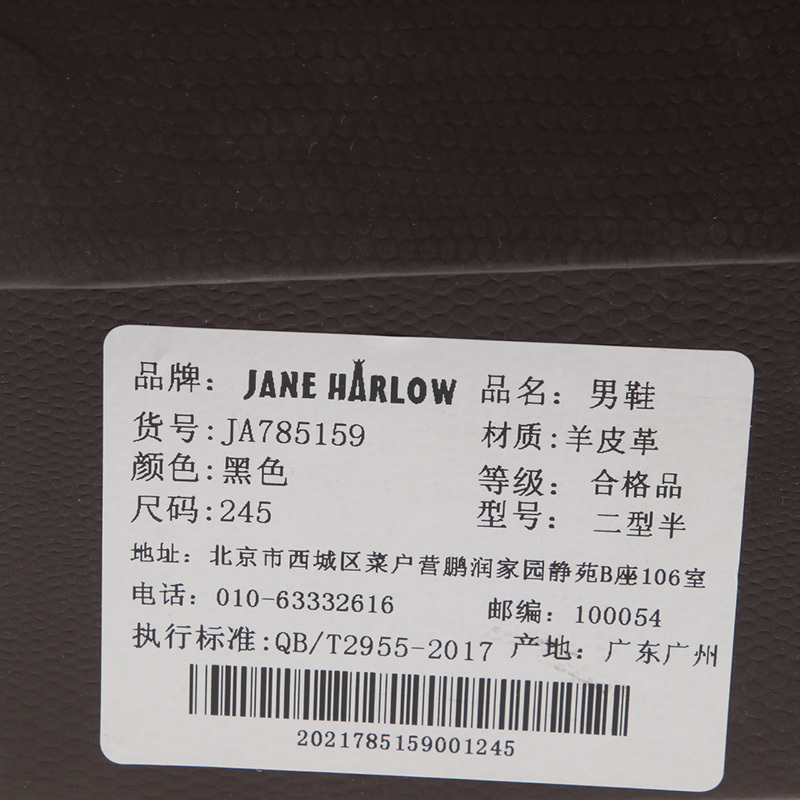 品牌： JANE HARLOW 品名： 男鞋
货号:JA785159 材质:羊皮革
颜色:黑色 等级： 合格品
尺码:245 型号： 二型半
地址： 北京市西城区菜户营鹏润家园静苑B座106室
电话： 010-63332616 邮编： 100054
执行标准:QB/T2955-2017 产地： 广东广州
2021785159001245